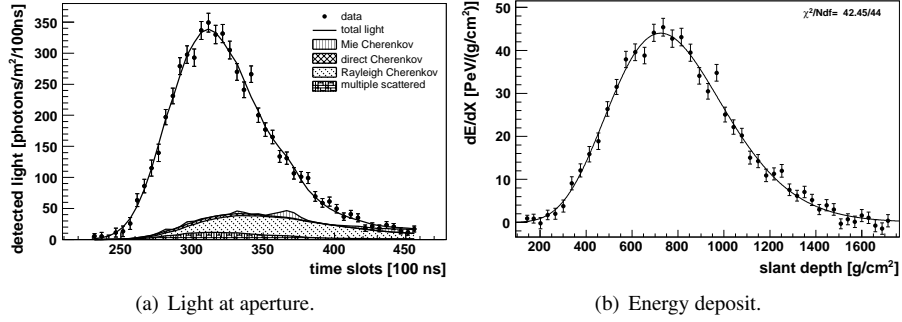 detected light [photons/m²/100ns]
350
300
250
200
150
100
50
0
data
total light
Mie Cherenkov
direct Cherenkov
Rayleigh Cherenkov
multiple scattered
250 300 350 400 450
time slots [100 ns]
(a) Light at aperture.
dE/dX [PeV/(g/cm²)]
50
40
30
20
10
0
χ²/Ndf= 42.45/44
200 400 600 800 1000 1200 1400 1600
slant depth [g/cm²]
(b) Energy deposit.